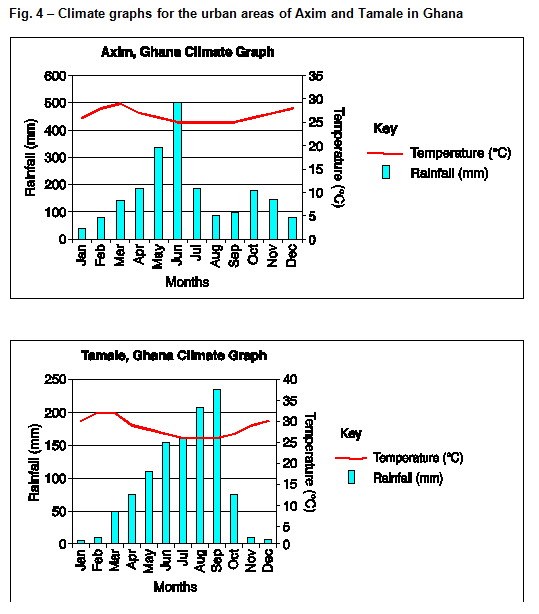 Fig. 4 – Climate graphs for the urban areas of Axim and Tamale in Ghana
Axim, Ghana Climate Graph
600
500
400
300
200
100
0
Rainfall (mm)
35
30
25
20
15
10
5
0
Temperature (°C)
Jan
Feb
Mar
Apr
May
Jun
Jul
Aug
Sep
Oct
Nov
Dec
Months
Key
Temperature (°C)
Rainfall (mm)
Tamale, Ghana Climate Graph
250
200
150
100
50
0
Rainfall (mm)
40
35
30
25
20
15
10
5
0
Temperature (°C)
Jan
Feb
Mar
Apr
May
Jun
Jul
Aug
Sep
Oct
Nov
Dec
Months
Key
Temperature (°C)
Rainfall (mm)